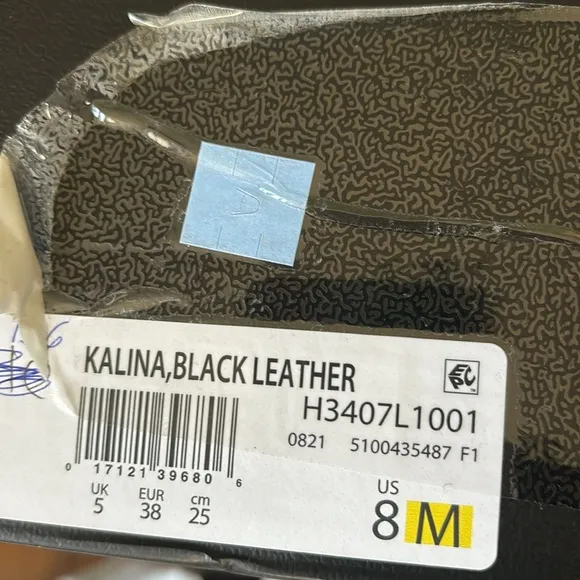 KALINA,BLACK LEATHER
EPC
H3407L1001
0821 5100435487 F1
0 17121 39680 6
UK EUR cm US
5 38 25 8 M